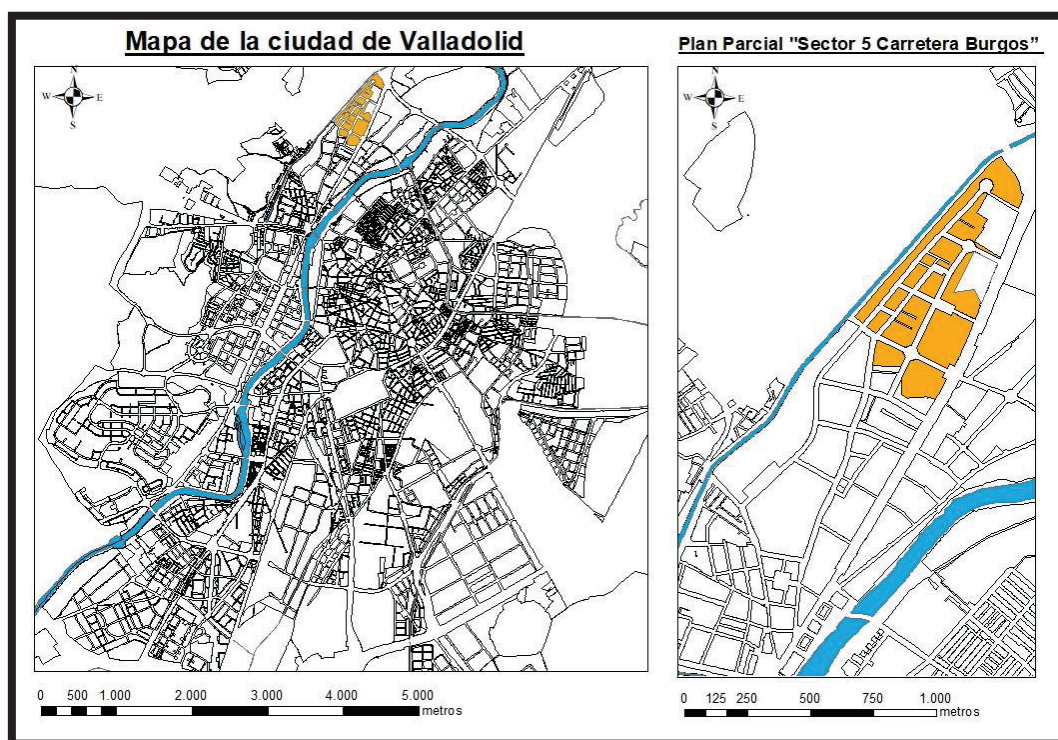 Mapa de la ciudad de Valladolid
N
W E
S
0 500 1.000 2.000 3.000 4.000 5.000
metros
Plan Parcial "Sector 5 Carretera Burgos”
N
W E
S
0 125 250 500 750 1.000
metros